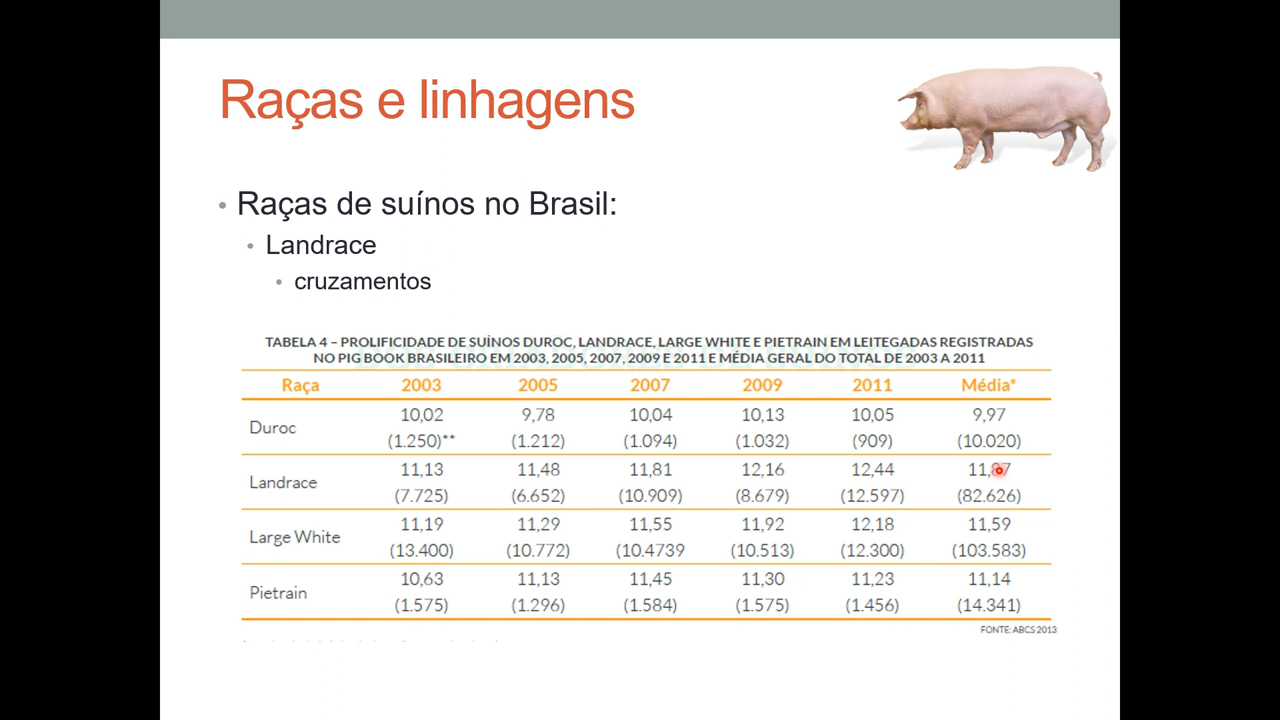 Raças e linhagens
• Raças de suínos no Brasil:
• Landrace
• cruzamentos
TABELA 4 – PROLIFICIDADE DE SUÍNOS DUROC, LANDRACE, LARGE WHITE E PIETRAIN EM LEITEGADAS REGISTRADAS
NO PIG BOOK BRASILEIRO EM 2003, 2005, 2007, 2009 E 2011 E MÉDIA GERAL DO TOTAL DE 2003 A 2011
Raça 2003 2005 2007 2009 2011 Média*
Duroc 10,02 9,78 10,04 10,13 10,05 9,97
(1.250)** (1.212) (1.094) (1.032) (909) (10.020)
Landrace 11,13 11,48 11,81 12,16 12,44
(7.725) (6.652) (10.909) (8.679) (12.597) (82.626)
Large White 11,19 11,29 11,55 11,92 12,18 11,59
(13.400) (10.772) (10.4739 (10.513) (12.300) (103.583)
Pietrain 10,63 11,13 11,45 11,30 11,23 11,14
(1.575) (1.296) (1.584) (1.575) (1.456) (14.341)
FONTE: ABCS 2013